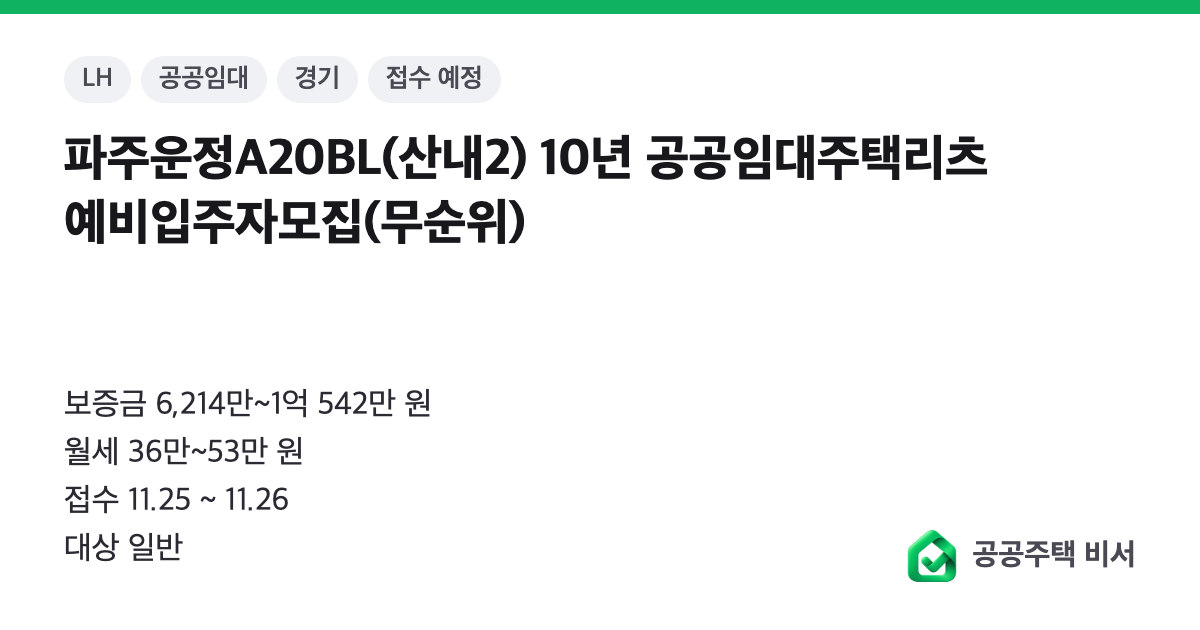 LH 공공임대 경기 접수 예정
파주운정A20BL(산내2) 10년 공공임대주택리츠
예비입주자모집(무순위)
보증금 6,214만~1억 542만 원
월세 36만~53만 원
접수 11.25 ~ 11.26
대상 일반
공공주택 비서